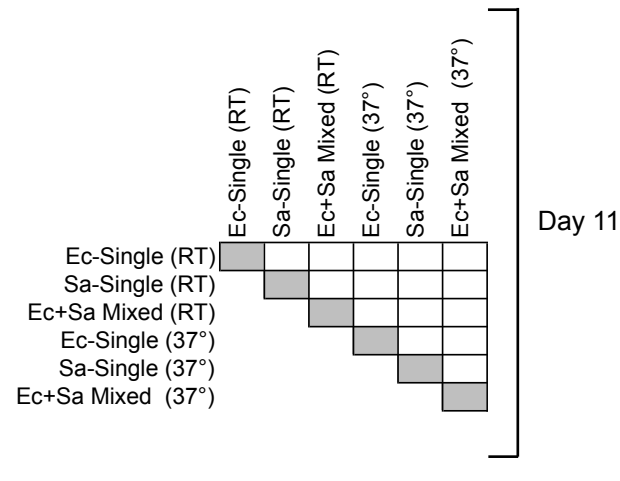 Ec-Single (RT)
Sa-Single (RT)
Ec+Sa Mixed (RT)
Ec-Single (37°)
Sa-Single (37°)
Ec+Sa Mixed  (37°)
Day 11
Ec-Single (RT)
Sa-Single (RT)
Ec+Sa Mixed (RT)
Ec-Single (37°)
Sa-Single (37°)
Ec+Sa Mixed  (37°)